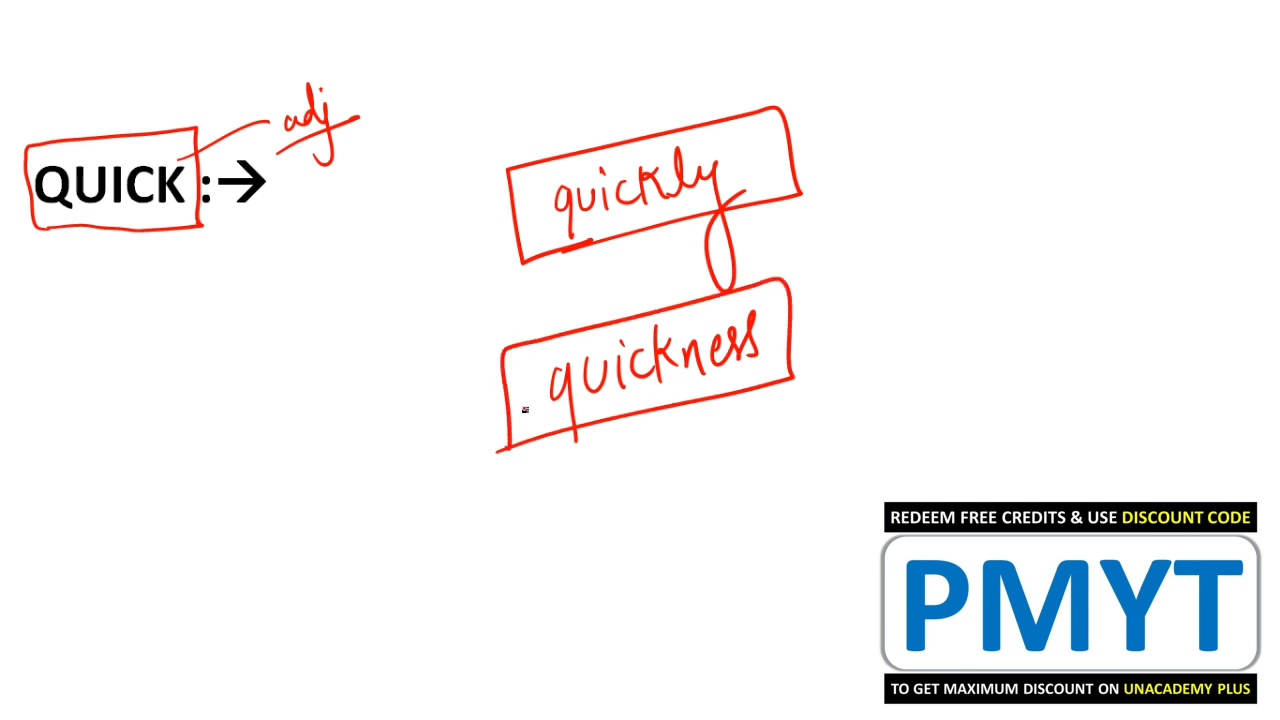 adj
QUICK :→
quickly
quickness
REDEEM FREE CREDITS & USE DISCOUNT CODE
PMYT
TO GET MAXIMUM DISCOUNT ON UNACADEMY PLUS